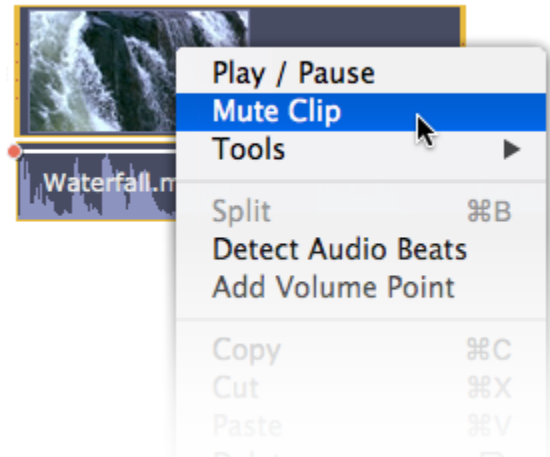 Play / Pause
Mute Clip
Tools
Waterfall.m
Split ⌘B
Detect Audio Beats
Add Volume Point
Copy ⌘C
Cut ⌘X
Paste ⌘V